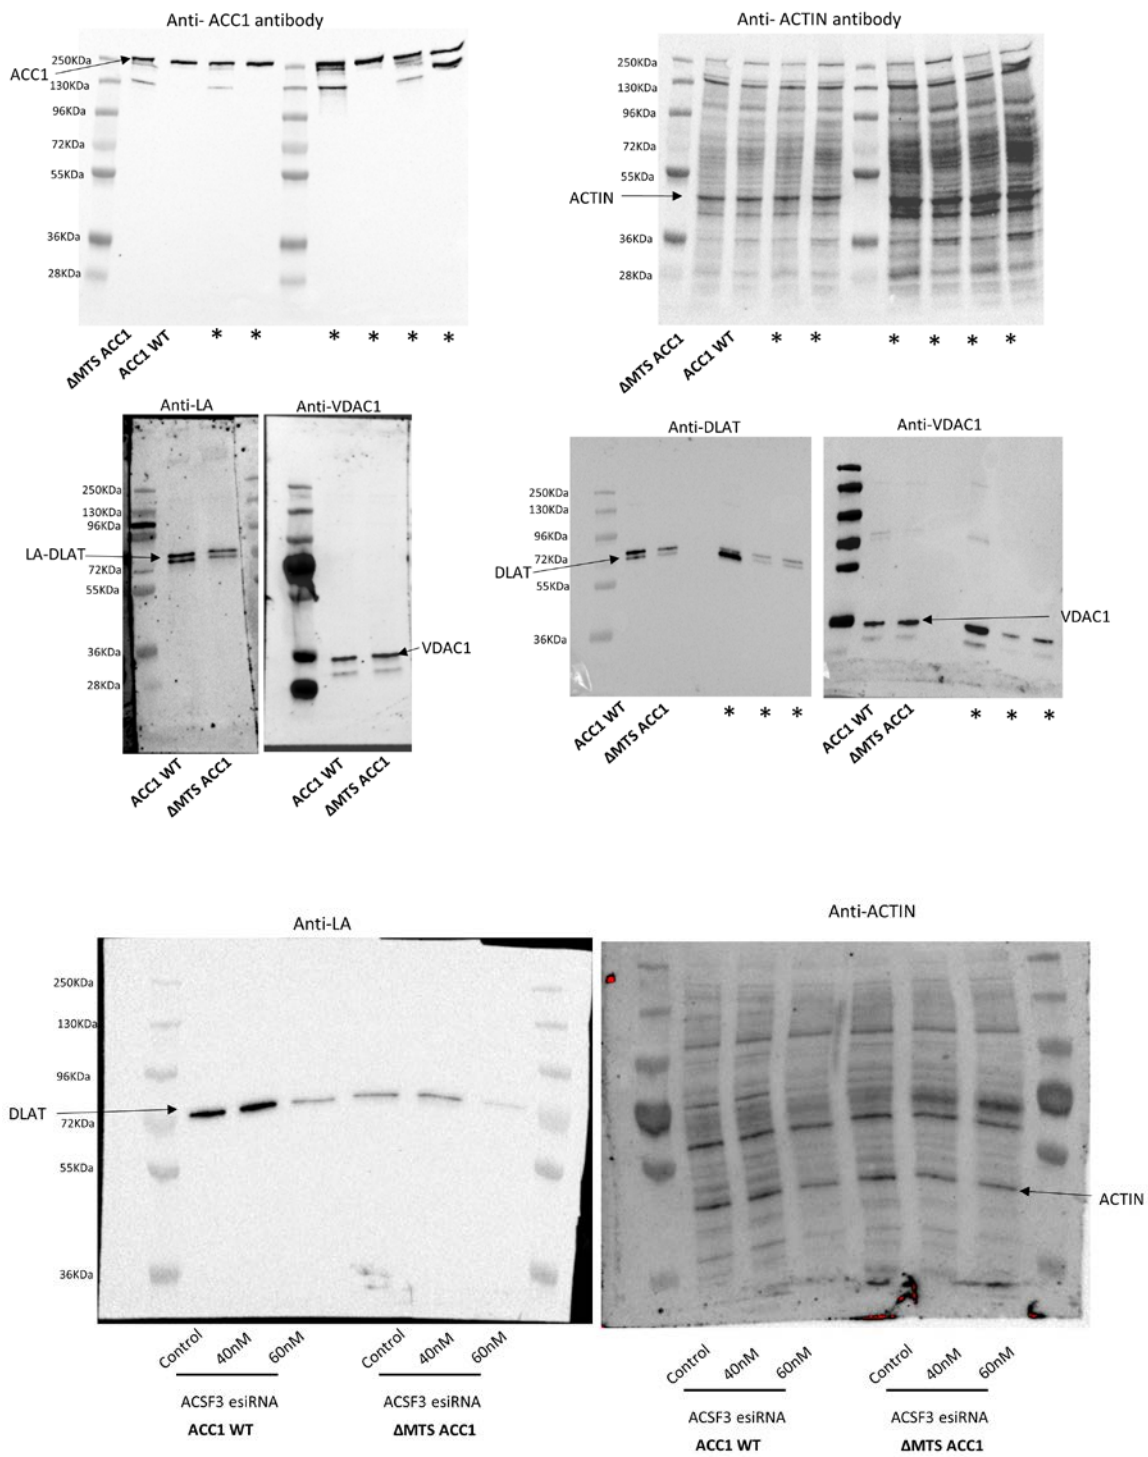 Anti- ACC1 antibody
250KDa
ACC1
130KDa
96KDa
72KDa
55KDa
36KDa
28KDa
ΔMTS ACC1
ACC1 WT
* * * * * *
Anti- ACTIN antibody
250KDa
130KDa
96KDa
72KDa
55KDa
ACTIN
36KDa
28KDa
ΔMTS ACC1
ACC1 WT
* * * * * *
Anti-LA
250KDa
130KDa
96KDa
LA-DLAT
72KDa
55KDa
36KDa
28KDa
ACC1 WT
ΔMTS ACC1
Anti-VDAC1
VDAC1
ACC1 WT
ΔMTS ACC1
Anti-DLAT
250KDa
130KDa
96KDa
72KDa
DLAT
55KDa
36KDa
ACC1 WT
ΔMTS ACC1
* * *
Anti-VDAC1
VDAC1
ACC1 WT
ΔMTS ACC1
* * *
Anti-LA
250KDa
130KDa
96KDa
DLAT
72KDa
55KDa
36KDa
Control 40nM 60nM Control 40nM 60nM
ACSF3 esiRNA ACSF3 esiRNA
ACC1 WT ΔMTS ACC1
Anti-ACTIN
ACTIN
Control 40nM 60nM Control 40nM 60nM
ACSF3 esiRNA ACSF3 esiRNA
ACC1 WT ΔMTS ACC1